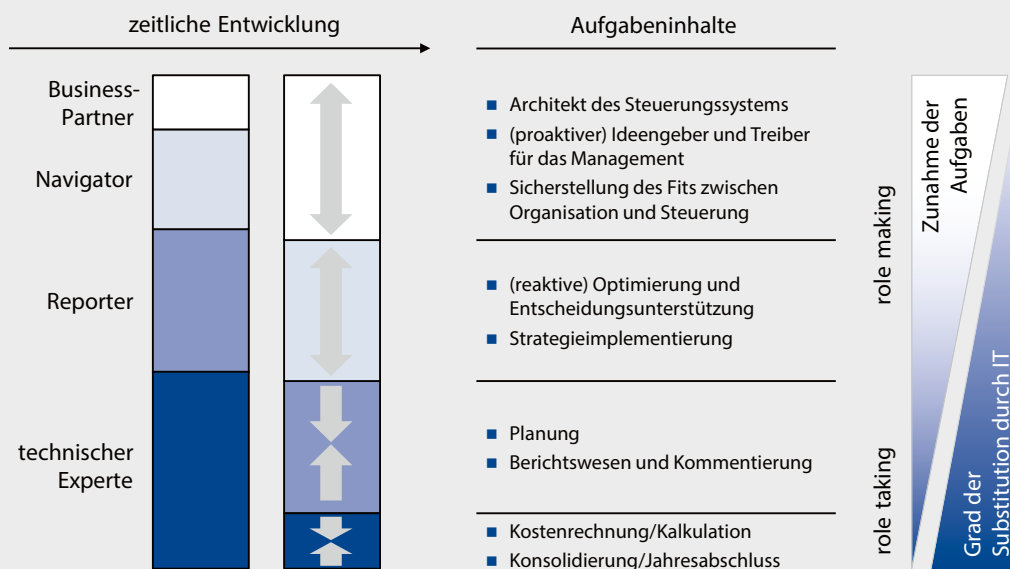 zeitliche Entwicklung
Aufgabeninhalte
Business-
Partner
Navigator
Reporter
technischer
Experte
■ Architekt des Steuerungssystems
■ (proaktiver) Ideengeber und Treiber
für das Management
■ Sicherstellung des Fits zwischen
Organisation und Steuerung
■ (reaktive) Optimierung und
Entscheidungsunterstützung
■ Strategieimplementierung
■ Planung
■ Berichtswesen und Kommentierung
■ Kostenrechnung/Kalkulation
■ Konsolidierung/Jahresabschluss
role making
role taking
Zunahme der
Aufgaben
Grad der
Substitution durch IT